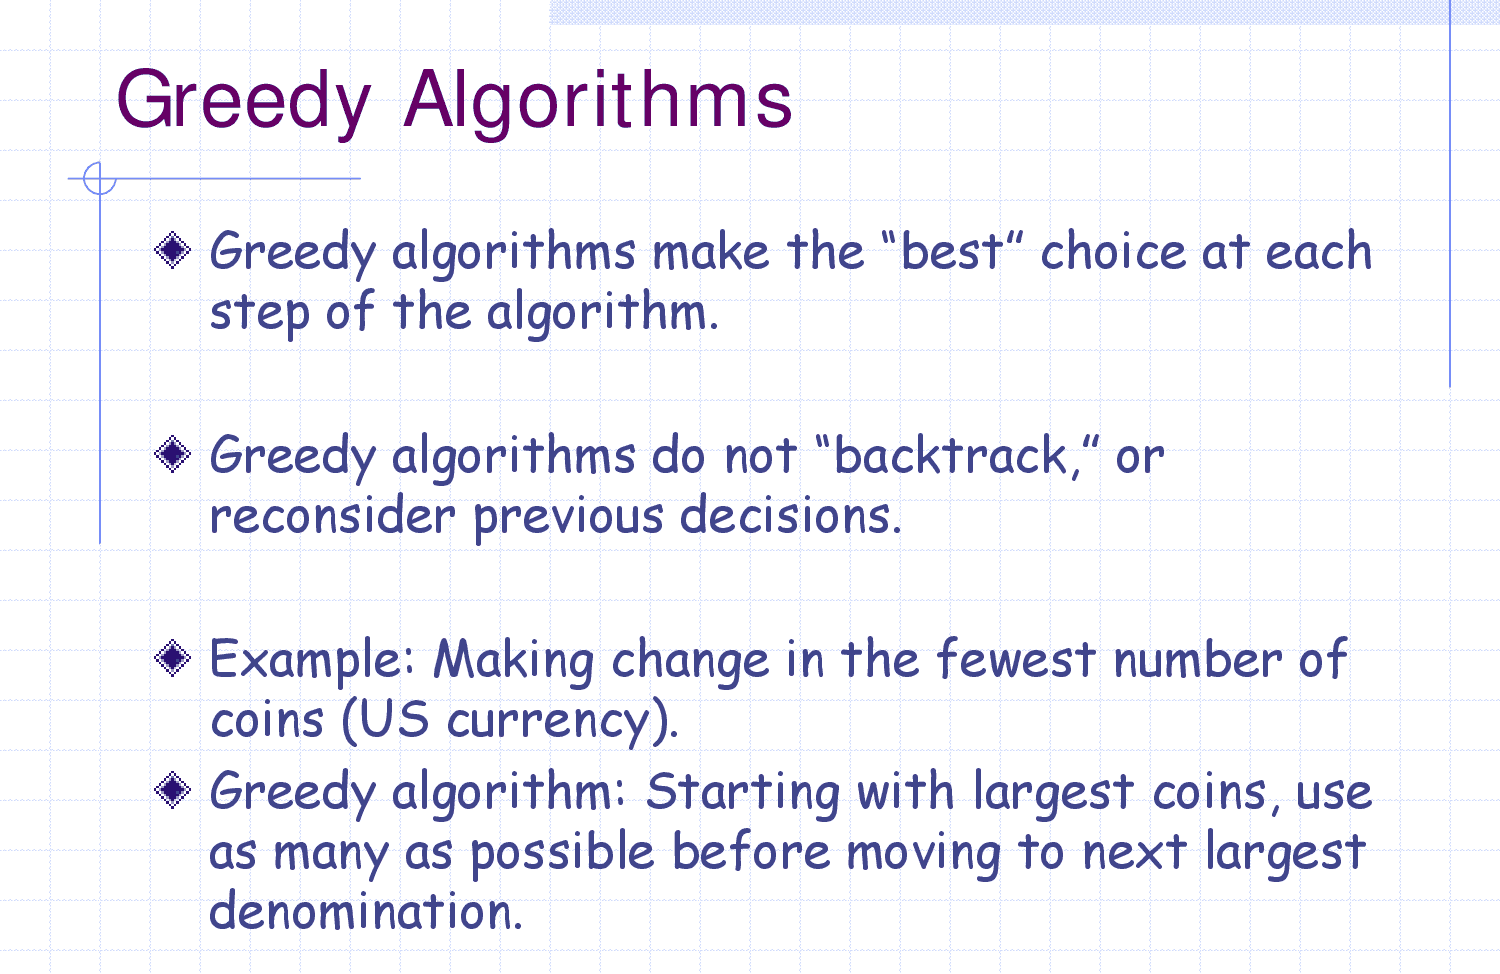 Greedy Algorithms
Greedy algorithms make the “best” choice at each
step of the algorithm.
Greedy algorithms do not “backtrack,” or
reconsider previous decisions.
Example: Making change in the fewest number of
coins (US currency).
Greedy algorithm: Starting with largest coins, use
as many as possible before moving to next largest
denomination.